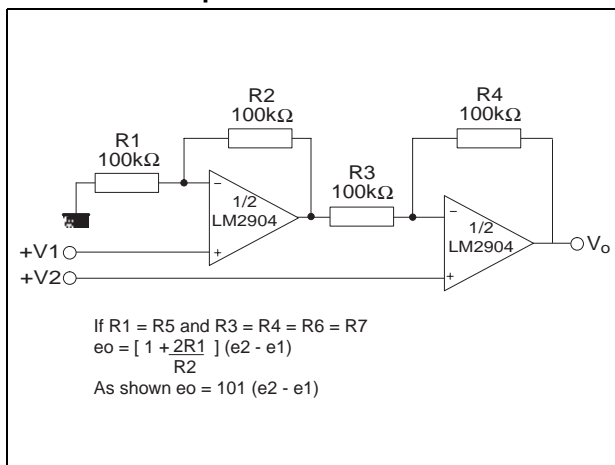 R2
100kΩ
R4
100kΩ
R1
100kΩ
R3
100kΩ
1/2
LM2904
1/2
LM2904
+V1
+V2
Vo
If R1 = R5 and R3 = R4 = R6 = R7
eo = [ 1 + 2R1/R2 ] (e2 - e1)
As shown eo = 101 (e2 - e1)